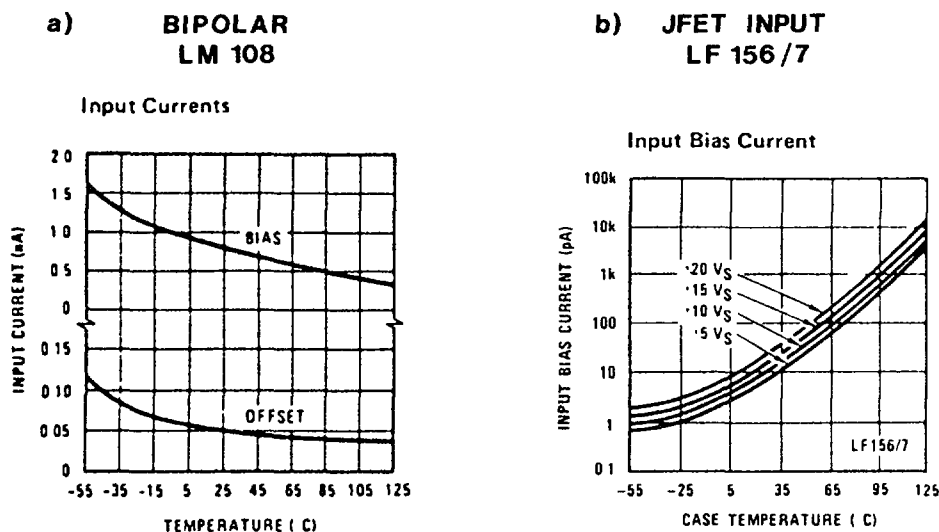 a) BIPOLAR
LM 108
Input Currents
INPUT CURRENT (nA)
2 0
1 5
1 0
0 5
0
0 15
0 10
0 05
0
BIAS
OFFSET
-55 -35 -15 5 25 45 65 85 105 125
TEMPERATURE ( C)
b) JFET INPUT
LF 156/7
Input Bias Current
INPUT BIAS CURRENT (pA)
100k
10k
1k
100
10
1
0 1
·20 VS
·15 VS
·10 VS
·5 VS
LF156/7
-55 -25 5 35 65 95 125
CASE TEMPERATURE ( C)